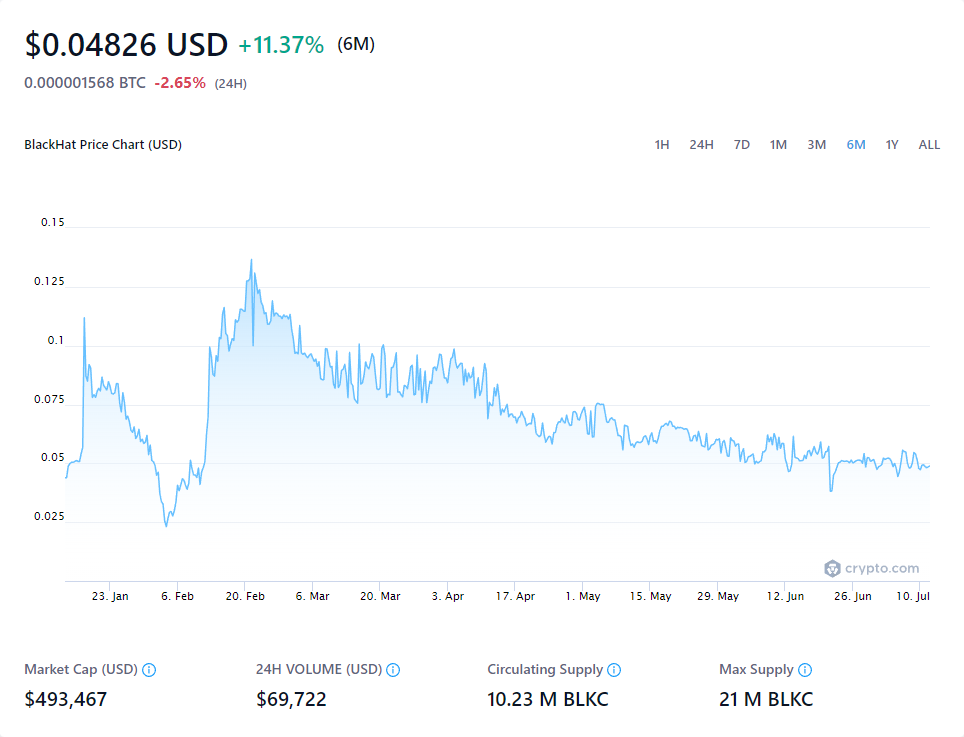 $0.04826 USD +11.37% (6M)
0.000001568 BTC -2.65% (24H)
BlackHat Price Chart (USD) 1H 24H 7D 1M 3M 6M 1Y ALL
0.15
0.125
0.1
0.075
0.05
0.025
crypto.com
23. Jan 6. Feb 20. Feb 6. Mar 20. Mar 3. Apr 17. Apr 1. May 15. May 29. May 12. Jun 26. Jun 10. Jul
Market Cap (USD) 24H VOLUME (USD) Circulating Supply Max Supply
$493,467 $69,722 10.23 M BLKC 21 M BLKC